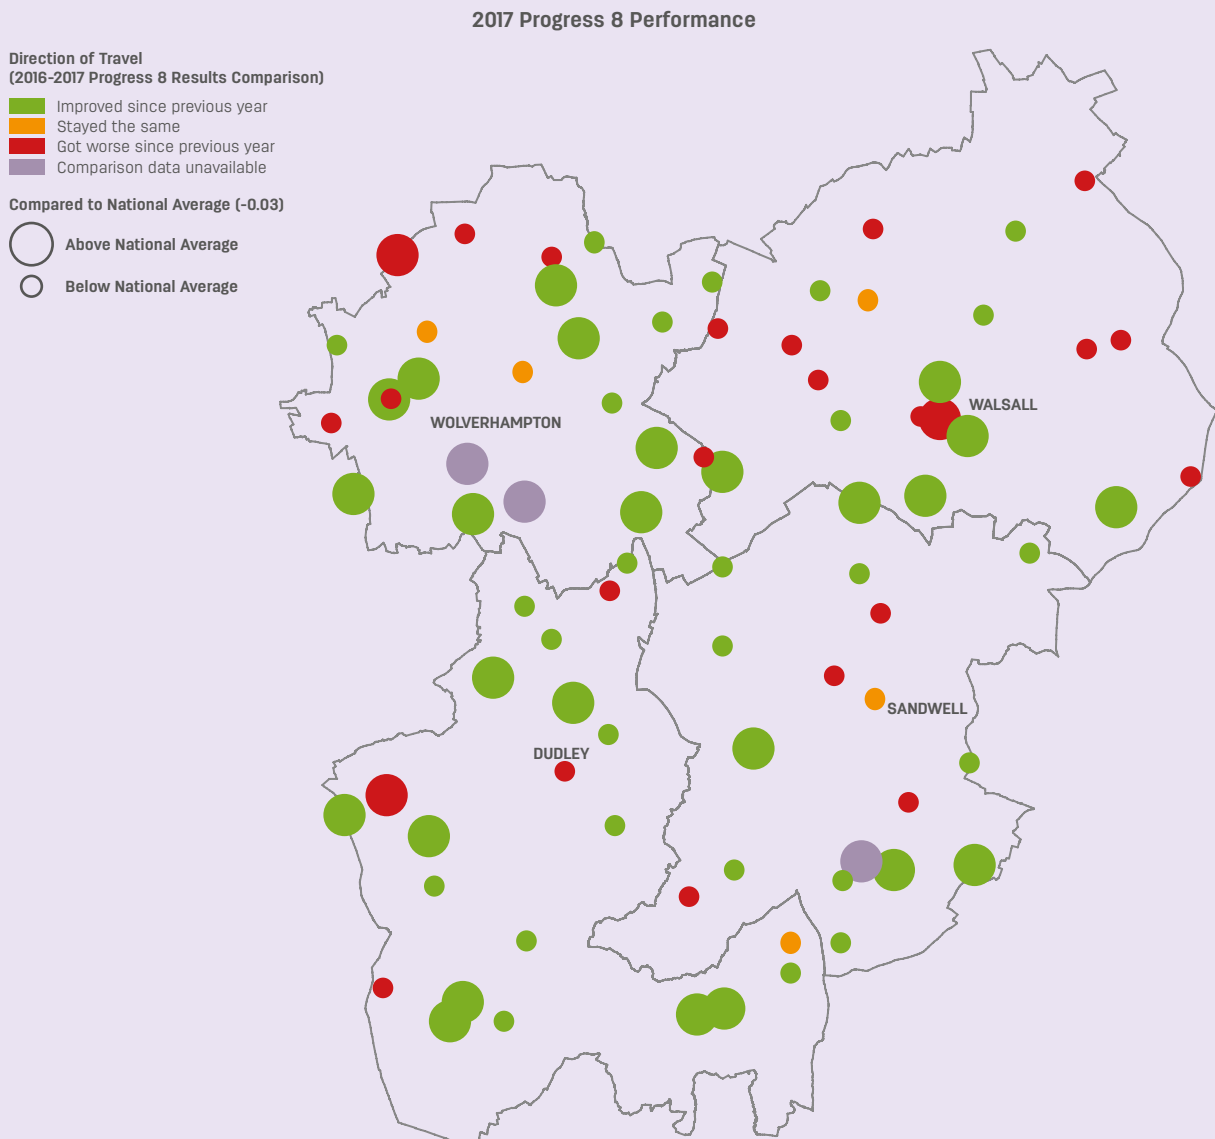 2017 Progress 8 Performance
Direction of Travel
(2016-2017 Progress 8 Results Comparison)
Improved since previous year
Stayed the same
Got worse since previous year
Comparison data unavailable
Compared to National Average (-0.03)
Above National Average
Below National Average
WALSALL
WOLVERHAMPTON
SANDWELL
DUDLEY